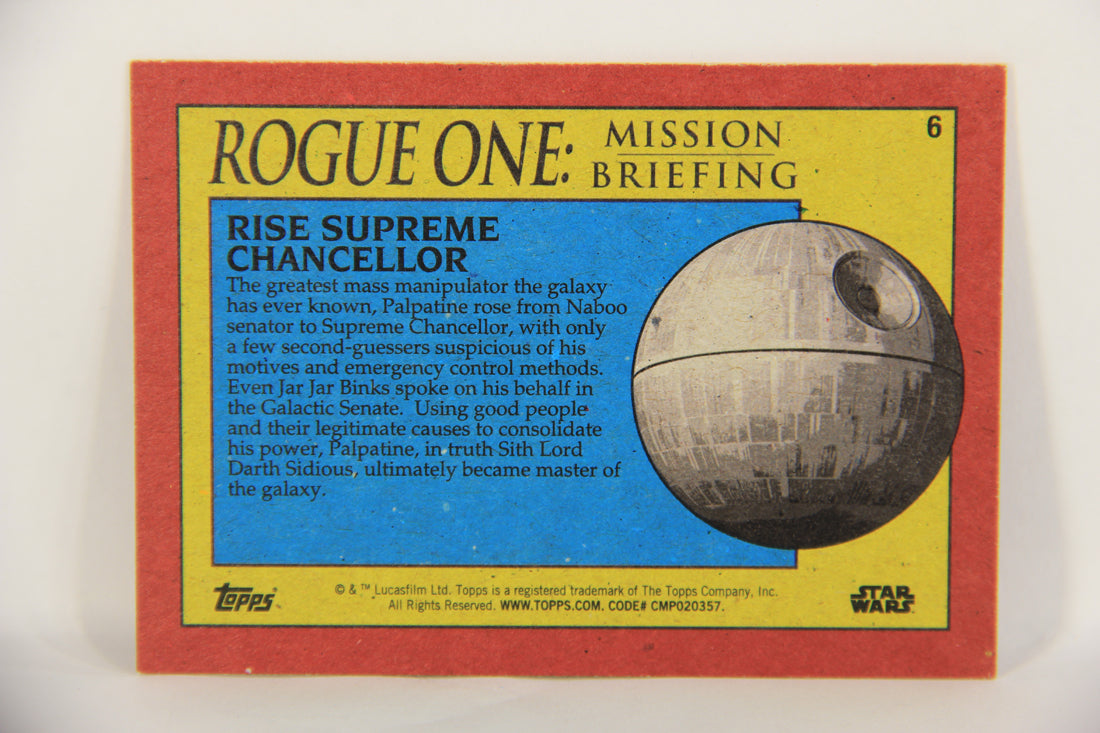 ROGUE ONE: MISSION BRIEFING
6
RISE SUPREME
CHANCELLOR
The greatest mass manipulator the galaxy
has ever known, Palpatine rose from Naboo
senator to Supreme Chancellor, with only
a few second-guessers suspicious of his
motives and emergency control methods.
Even Jar Jar Binks spoke on his behalf in
the Galactic Senate. Using good people
and their legitimate causes to consolidate
his power, Palpatine, in truth Sith Lord
Darth Sidious, ultimately became master of
the galaxy.
Topps
© & ™ Lucasfilm Ltd. Topps is a registered trademark of The Topps Company, Inc.
All Rights Reserved. WWW.TOPPS.COM. CODE# CMP020357.
STAR
WARS